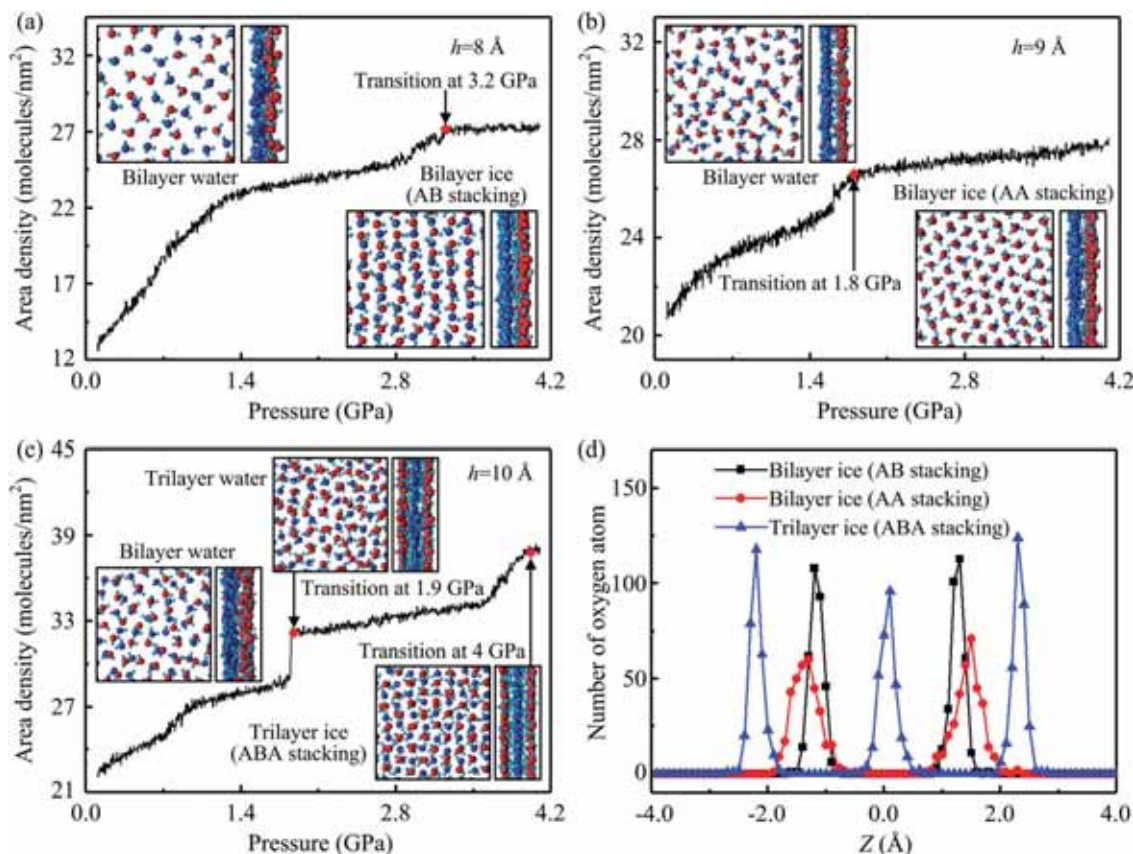 (a)
h=8 Å
Transition at 3.2 GPa
Bilayer water
Bilayer ice
(AB stacking)
Area density (molecules/nm²)
33
27
22
17
12
0.0 1.4 2.8 4.2
Pressure (GPa)
(b)
h=9 Å
Bilayer water
Bilayer ice (AA stacking)
Transition at 1.8 GPa
Area density (molecules/nm²)
32
28
24
20
0.0 1.4 2.8 4.2
Pressure (GPa)
(c)
h=10 Å
Trilayer water
Bilayer water
Transition at 1.9 GPa
Transition at 4 GPa
Trilayer ice
(ABA stacking)
Area density (molecules/nm²)
45
39
33
27
21
0.0 1.4 2.8 4.2
Pressure (GPa)
(d)
Bilayer ice (AB stacking)
Bilayer ice (AA stacking)
Trilayer ice (ABA stacking)
Number of oxygen atom
150
100
50
0
-4.0 -2.0 0.0 2.0 4.0
Z (Å)